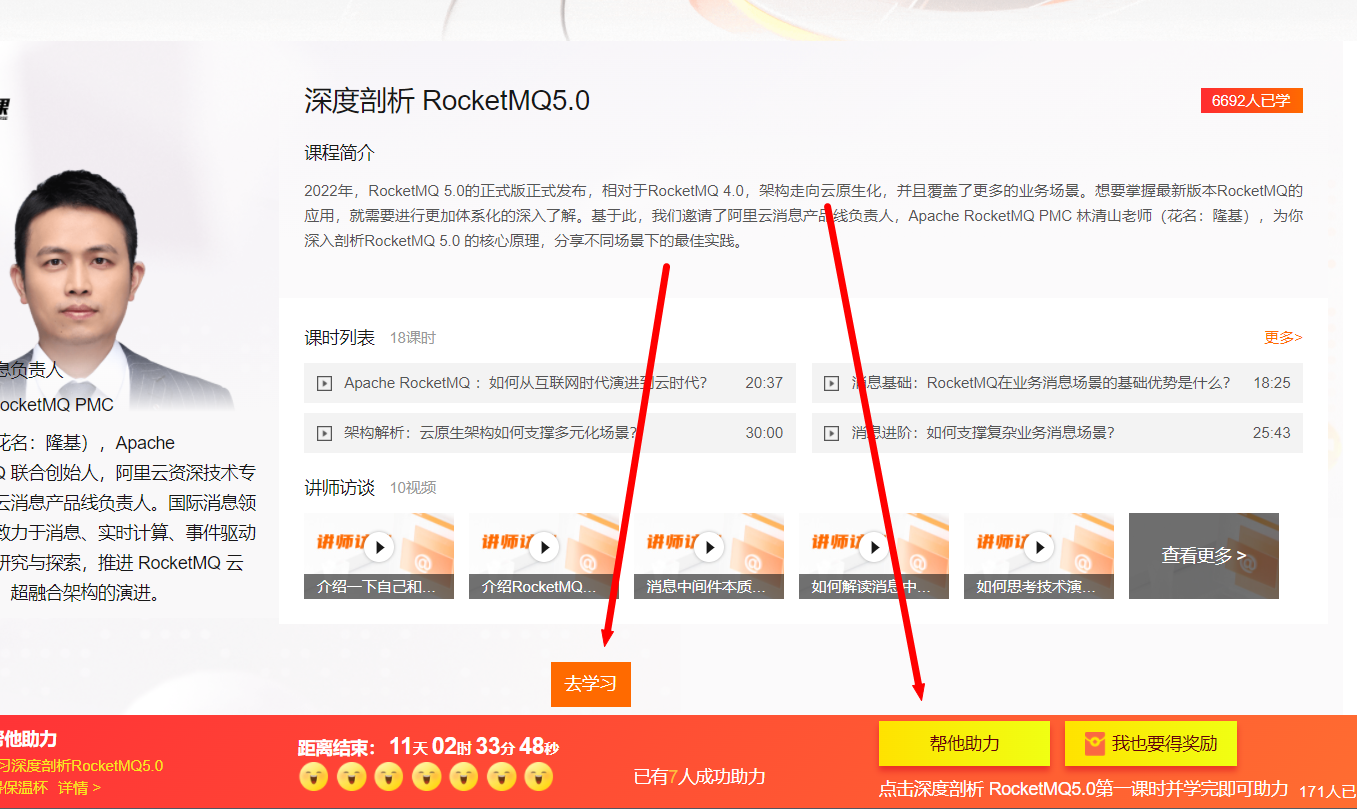 课
深度剖析 RocketMQ5.0
6692人已学
课程简介
2022年，RocketMQ 5.0的正式版正式发布，相对于RocketMQ 4.0，架构走向云原生化，并且覆盖了更多的业务场景。想要掌握最新版本RocketMQ的
应用，就需要进行更加体系化的深入了解。基于此，我们邀请了阿里云消息产品线负责人，Apache RocketMQ PMC 林清山老师（花名：隆基），为你
深入剖析RocketMQ 5.0 的核心原理，分享不同场景下的最佳实践。
息负责人
ocketMQ PMC
花名：隆基），Apache
Q 联合创始人，阿里云资深技术专
云消息产品线负责人。国际消息领
致力于消息、实时计算、事件驱动
研究与探索，推进 RocketMQ 云
超融合架构的演进。
课时列表 18课时
更多>
Apache RocketMQ ：如何从互联网时代演进到云时代？ 20:37
消息基础：RocketMQ在业务消息场景的基础优势是什么？ 18:25
架构解析：云原生架构如何支撑多元化场景？ 30:00
消息进阶：如何支撑复杂业务消息场景？ 25:43
讲师访谈 10视频
讲师访
介绍一下自己和...
讲师访
介绍RocketMQ...
讲师访
消息中间件本质...
讲师访
如何解读消息中...
讲师访
如何思考技术演...
查看更多 >
去学习
帮他助力
习深度剖析RocketMQ5.0
得保温杯 详情 >
距离结束： 11天 02时 33分 48秒
已有7人成功助力
帮他助力
我也要得奖励
点击深度剖析 RocketMQ5.0第一课时并学完即可助力
171人已